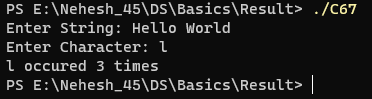 PS E:\Nehesh_45\DS\Basics\Result> ./C67
Enter String: Hello World
Enter Character: l
l occured 3 times
PS E:\Nehesh_45\DS\Basics\Result>